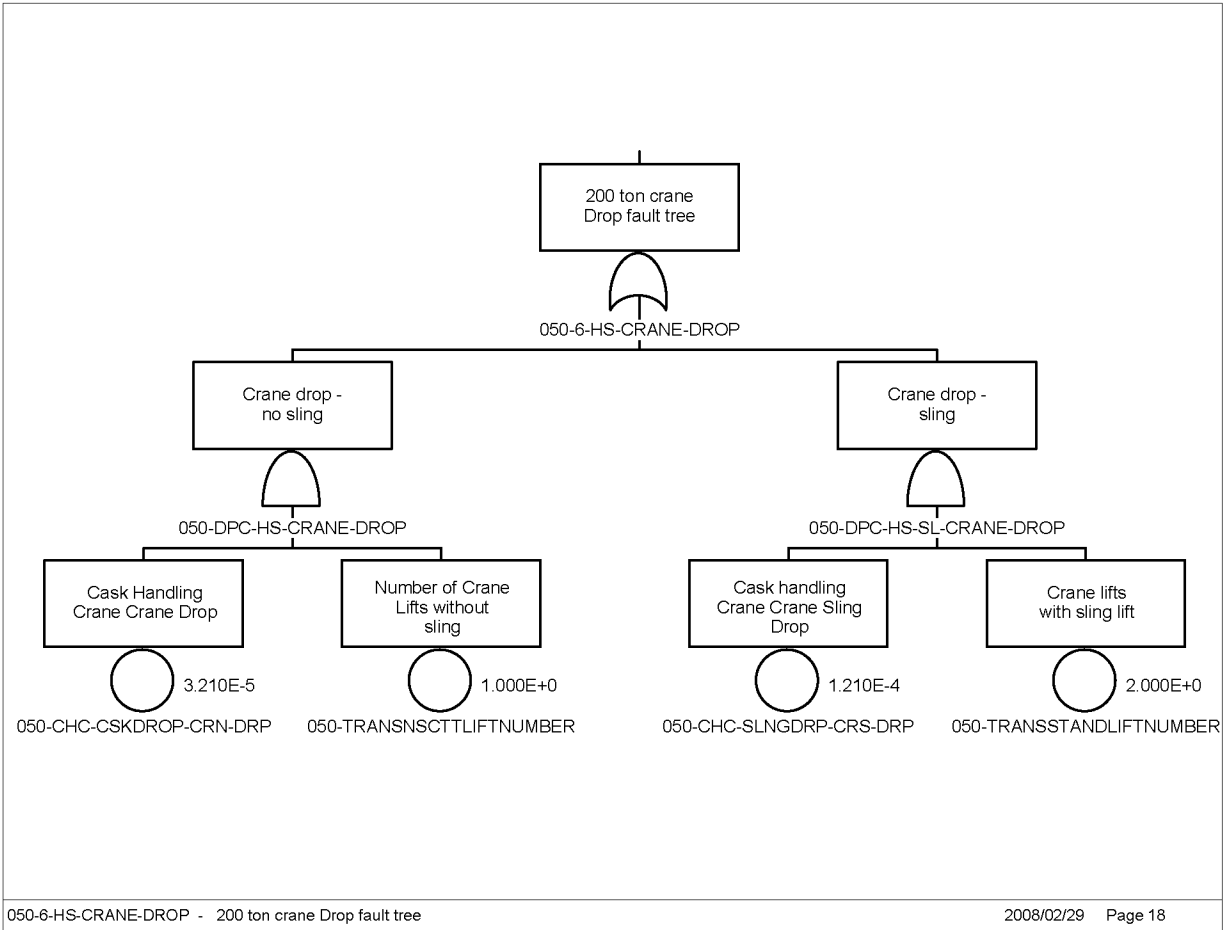 200 ton crane
Drop fault tree
050-6-HS-CRANE-DROP
Crane drop -
no sling
050-DPC-HS-CRANE-DROP
Crane drop -
sling
050-DPC-HS-SL-CRANE-DROP
Cask Handling
Crane Crane Drop
3.210E-5
050-CHC-CSKDROP-CRN-DRP
Number of Crane
Lifts without
sling
1.000E+0
050-TRANSNSCTTLIFTNUMBER
Cask handling
Crane Crane Sling
Drop
1.210E-4
050-CHC-SLNGDRP-CRS-DRP
Crane lifts
with sling lift
2.000E+0
050-TRANSSTANDLIFTNUMBER
050-6-HS-CRANE-DROP - 200 ton crane Drop fault tree
2008/02/29 Page 18